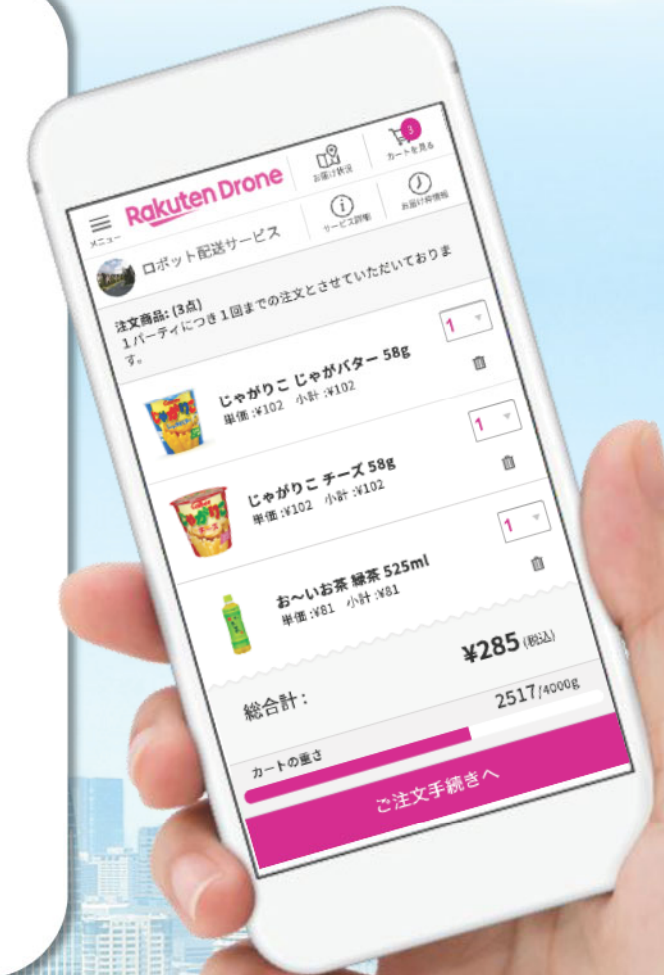 Rakuten Drone
メニュー
お届け状況
3
カートを見る
ロボット配送サービス
サービス詳細
お届け枠情報
注文商品: (3点)
1パーティにつき1回までの注文とさせていただいておりま
す。
じゃがりこ じゃがバター 58g
単価 :¥102 小計 :¥102
1
じゃがりこ チーズ 58g
単価 :¥102 小計 :¥102
1
お～いお茶 緑茶 525ml
単価 :¥81 小計 :¥81
1
総合計 :
¥285 (税込)
カートの重さ
2517/4000g
ご注文手続きへ